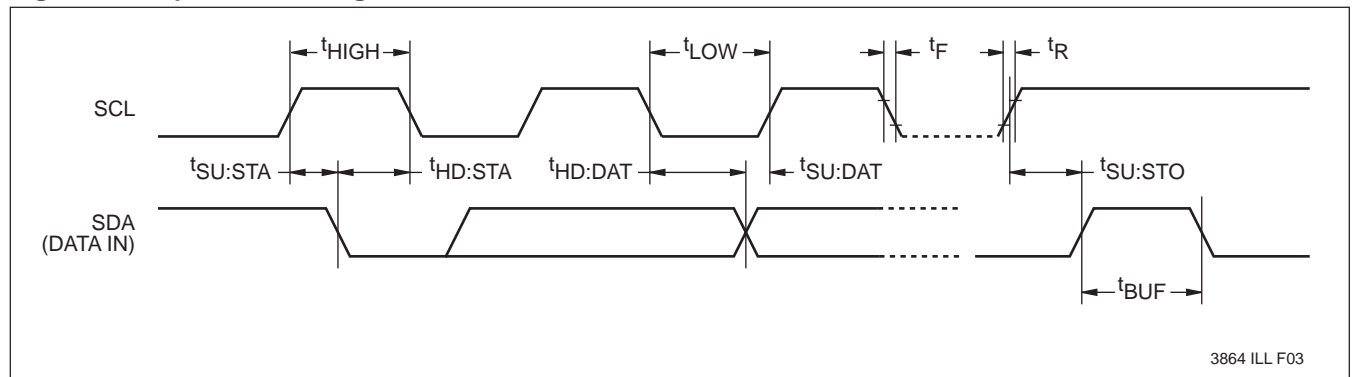 tHIGH
tLOW
tF
tR
SCL
tSU:STA
tHD:STA
tHD:DAT
tSU:DAT
tSU:STO
SDA
(DATA IN)
tBUF
3864 ILL F03